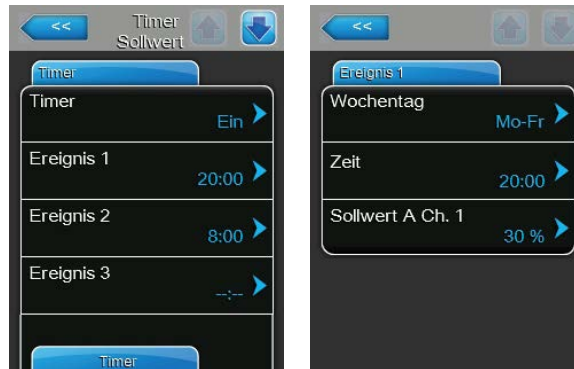 <<
Timer
Sollwert
Timer
Timer
Ein
Ereignis 1
20:00
Ereignis 2
8:00
Ereignis 3
--:--
Timer
<<
Ereignis 1
Wochentag
Mo-Fr
Zeit
20:00
Sollwert A Ch. 1
30 %